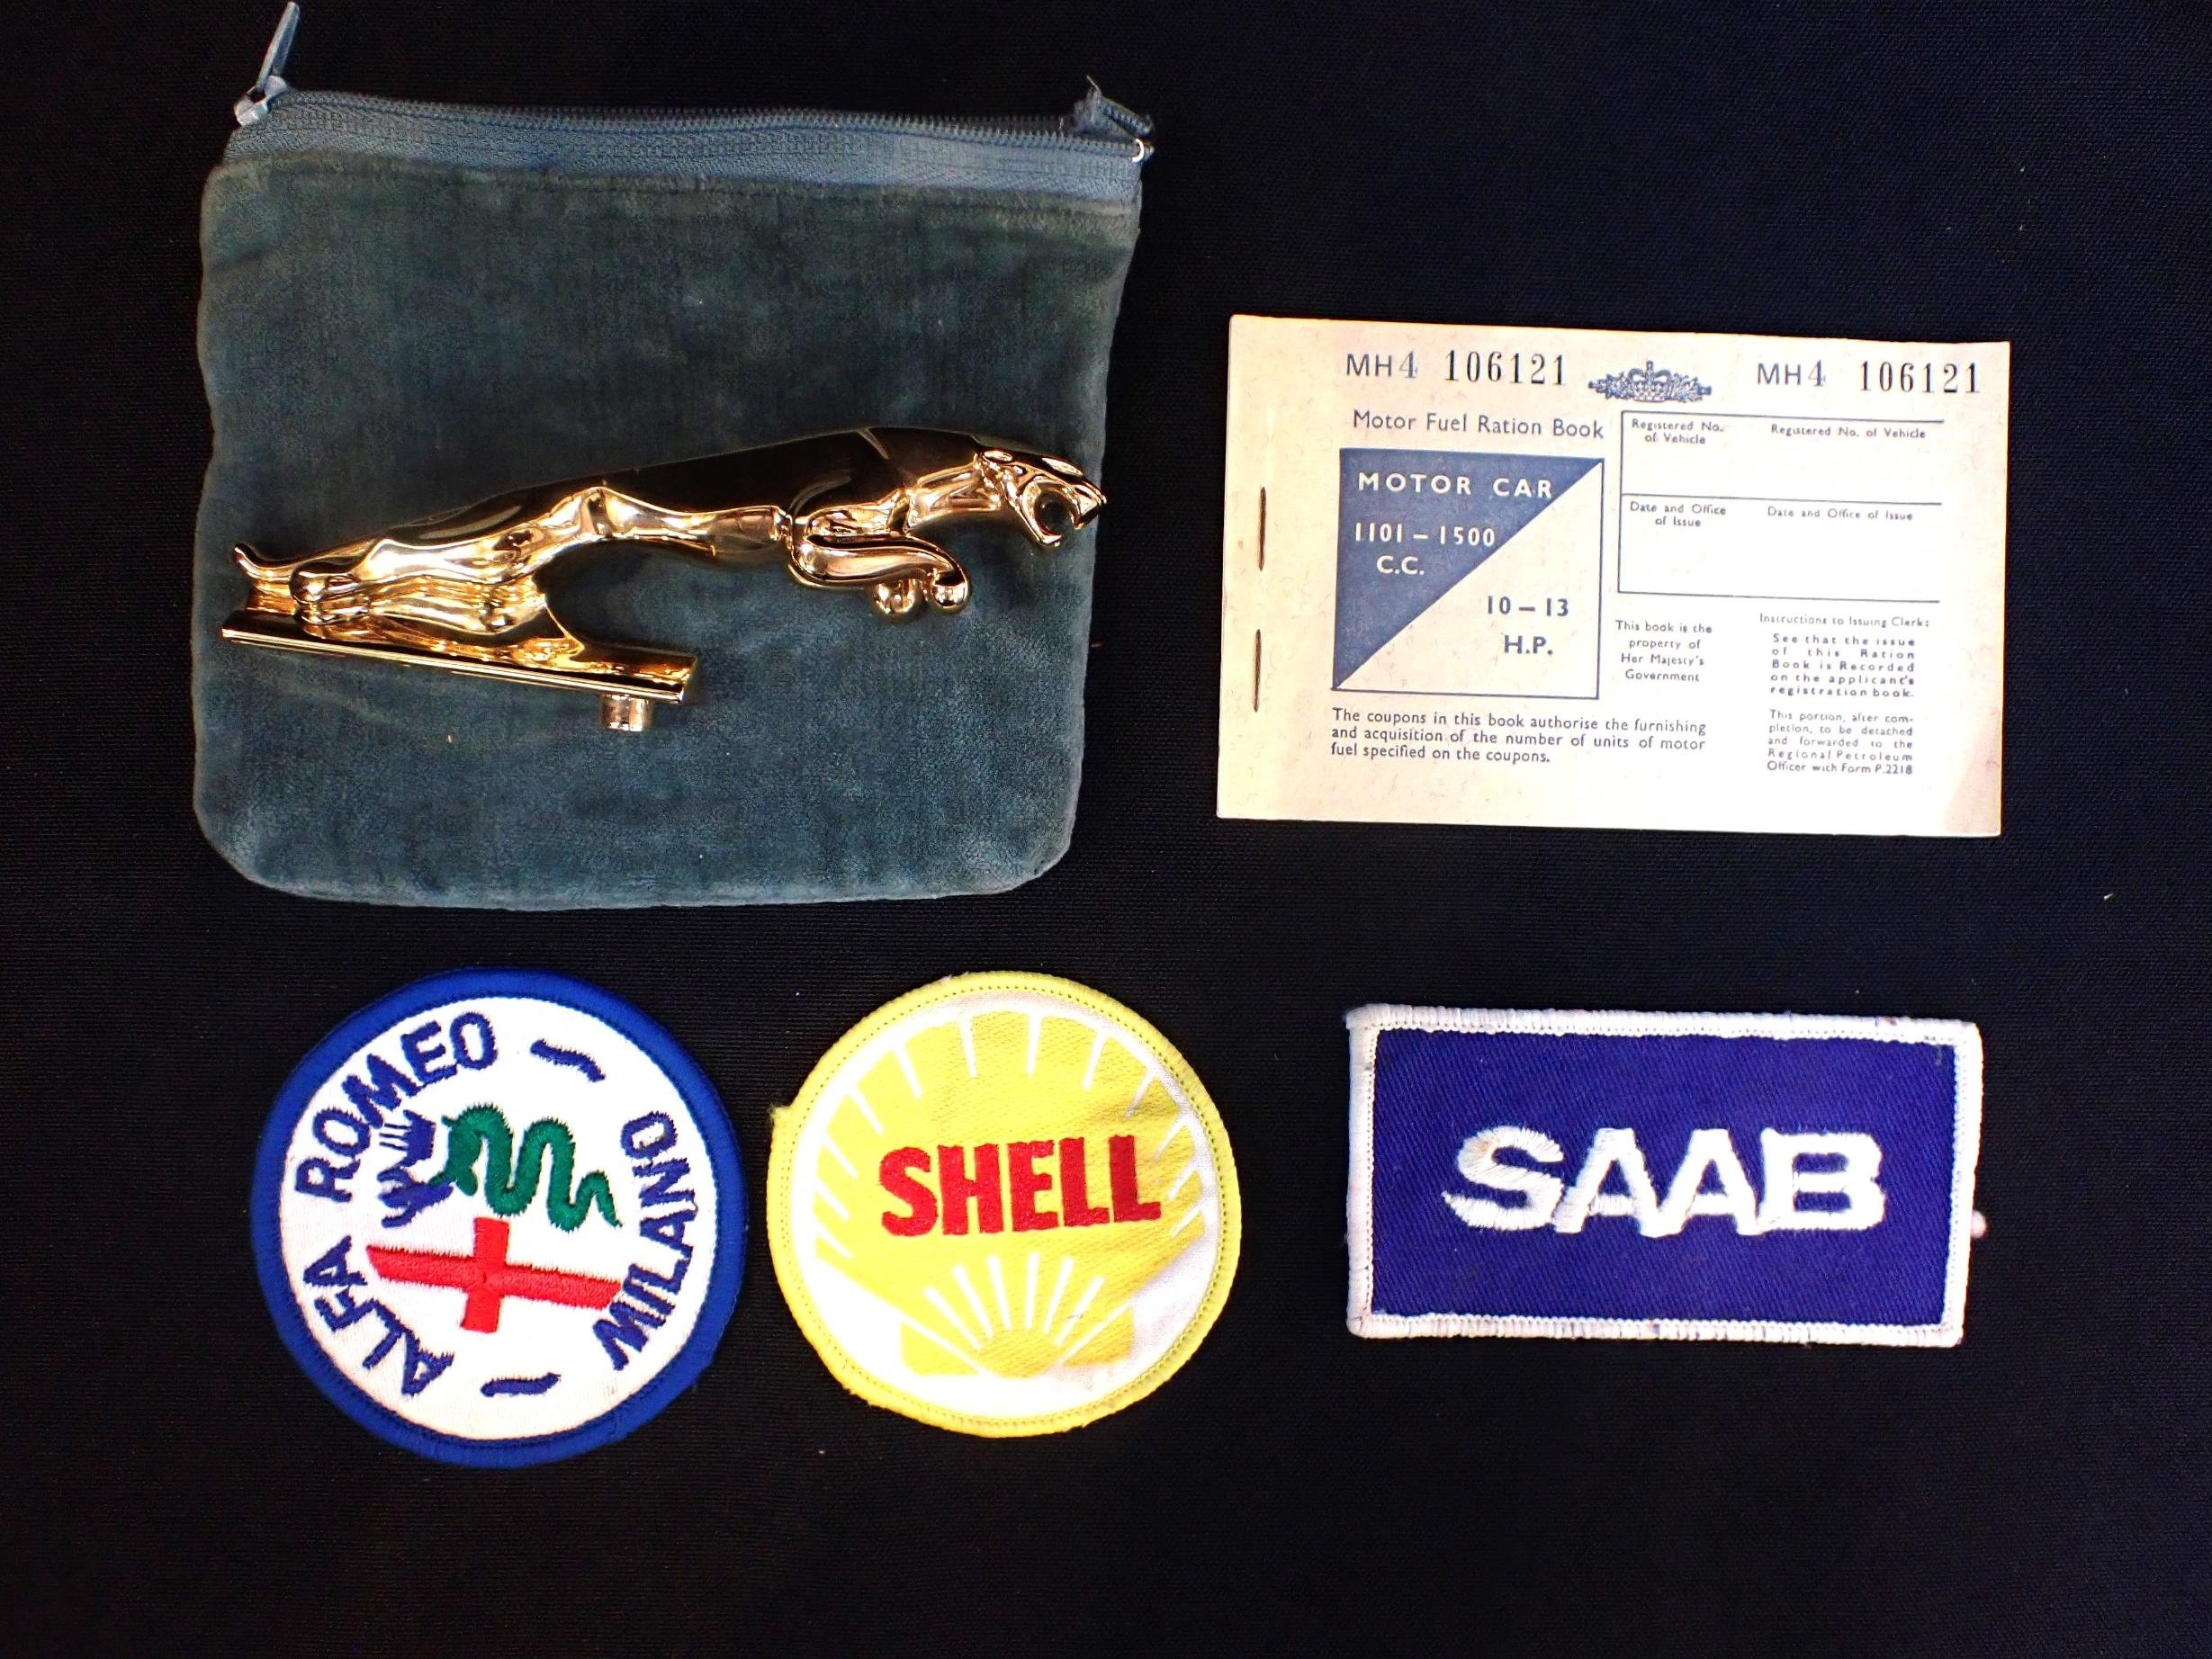 MH4 106121 MH4 106121
Motor Fuel Ration Book
MOTOR CAR
1101-1500
C.C.
10-13
H.P.
Registered No.
of Vehicle
Registered No. of Vehicle
Date and Office
of Issue
Date and Office of Issue
This book is the
property of
Her Majesty's
Government
Instructions to Issuing Clerk:
See that the issue
of this Ration
Book is Recorded
on the applicant's
registration book.
The coupons in this book authorise the furnishing
and acquisition of the number of units of motor
fuel specified on the coupons.
This portion, after com-
pletion, to be detached
and forwarded to the
Regional Petroleum
Officer with Form P.2218
ALFA ROMEO - MILANO -
SHELL
SAAB